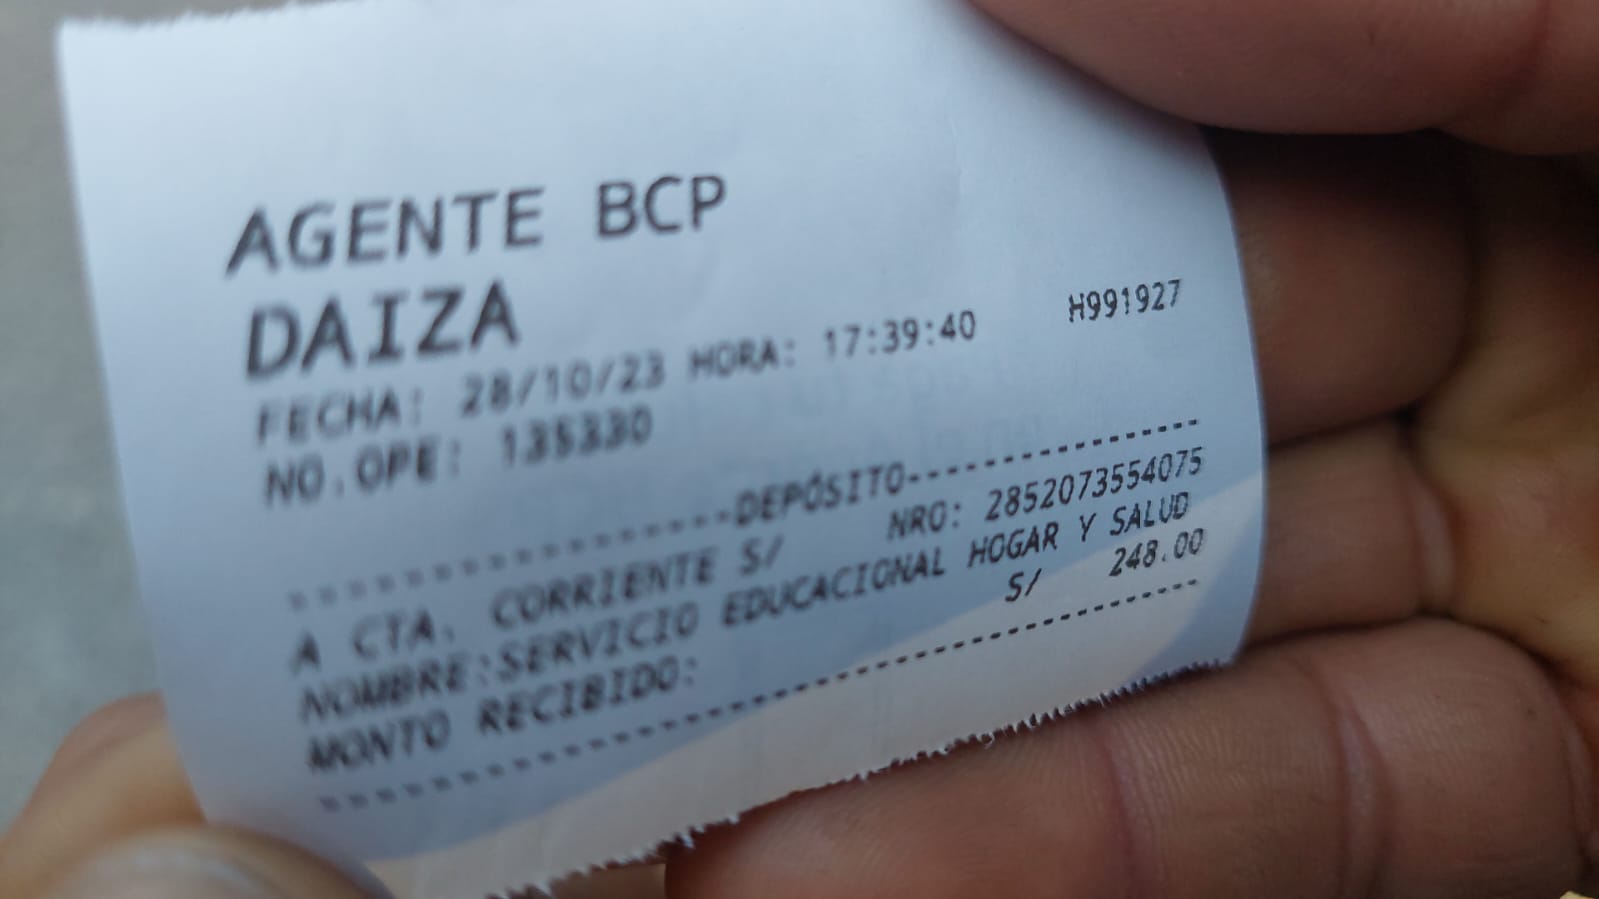 AGENTE BCP
DAIZA
FECHA: 28/10/23 HORA: 17:39:40 H991927
NO.OPE: 135330
--------------------DEPÓSITO--------------------
A CTA. CORRIENTE S/ NRO: 2852073554075
NOMBRE:SERVICIO EDUCACIONAL HOGAR Y SALUD
MONTO RECIBIDO: S/ 248.00
------------------------------------------------